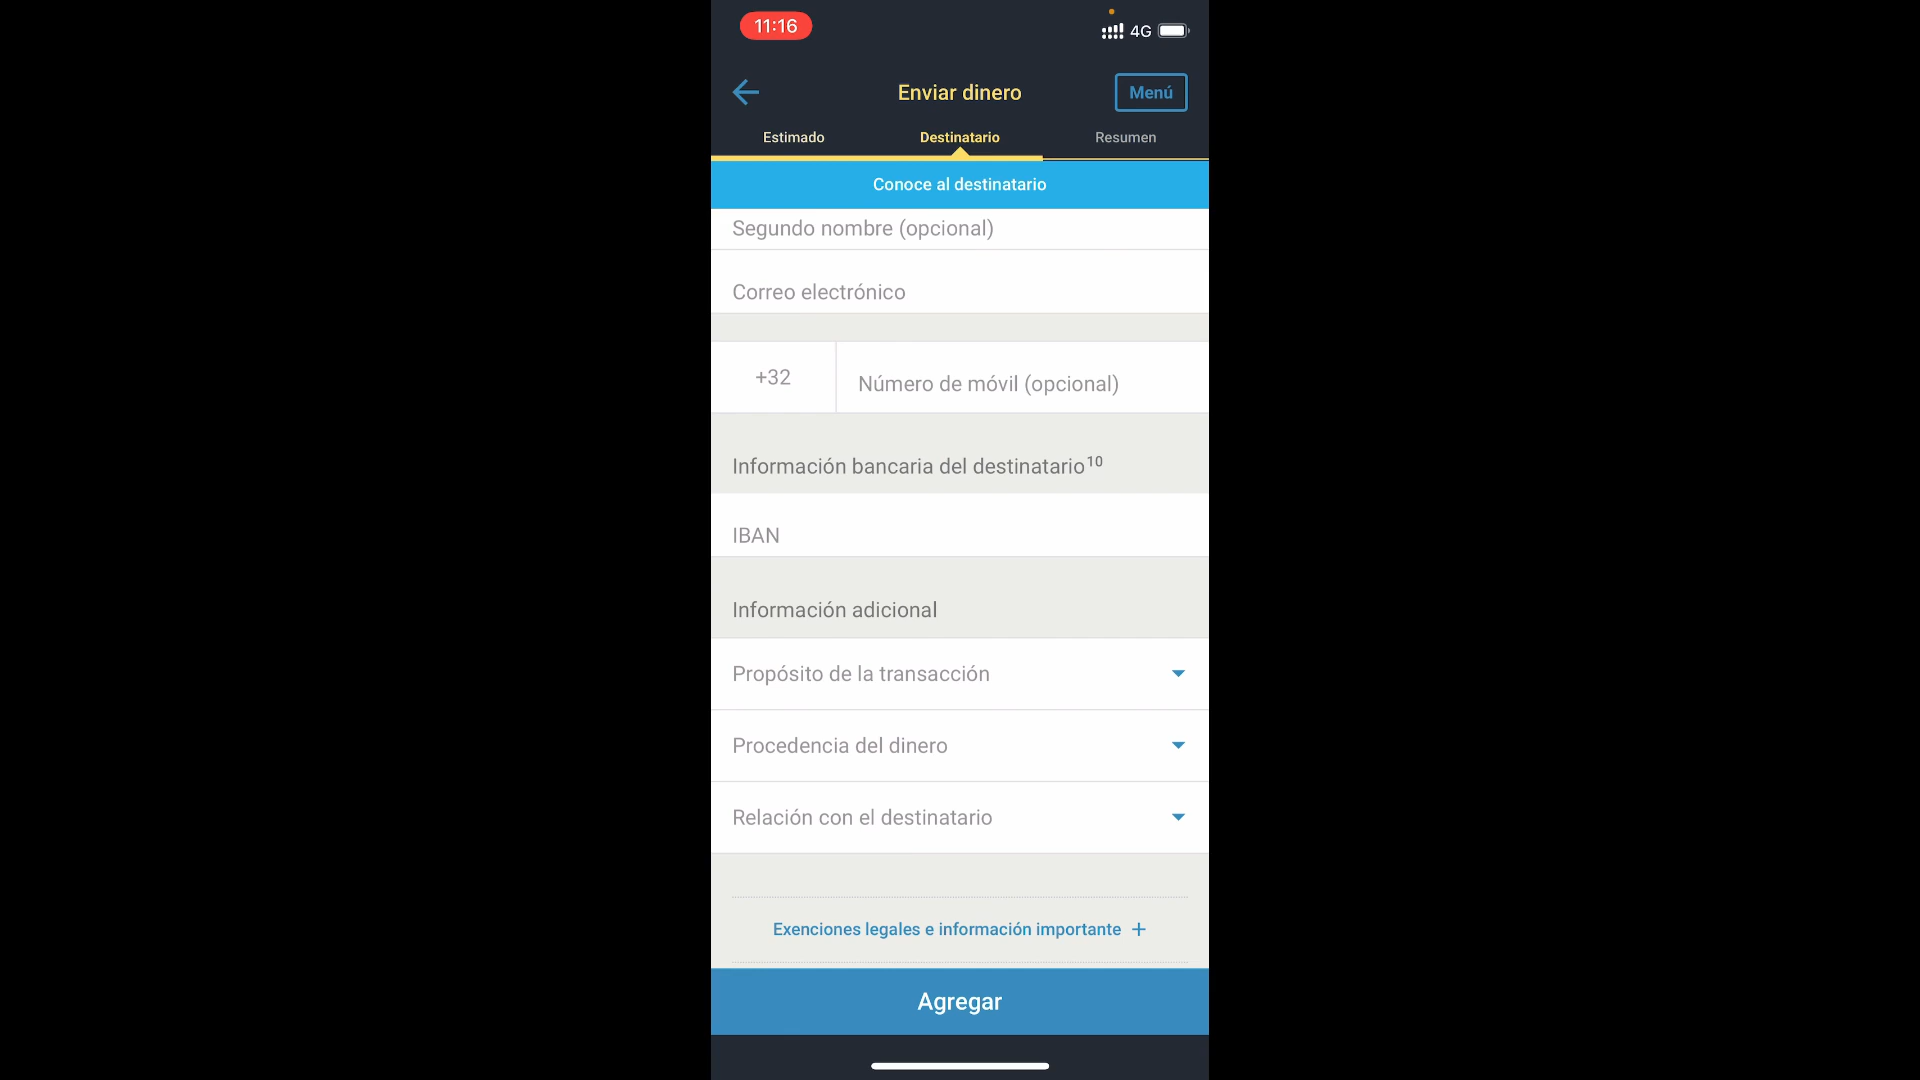 11:16
4G
Enviar dinero
Menú
Estimado
Destinatario
Resumen
Conoce al destinatario
Segundo nombre (opcional)
Correo electrónico
+32
Número de móvil (opcional)
Información bancaria del destinatario10
IBAN
Información adicional
Propósito de la transacción
Procedencia del dinero
Relación con el destinatario
Exenciones legales e información importante +
Agregar